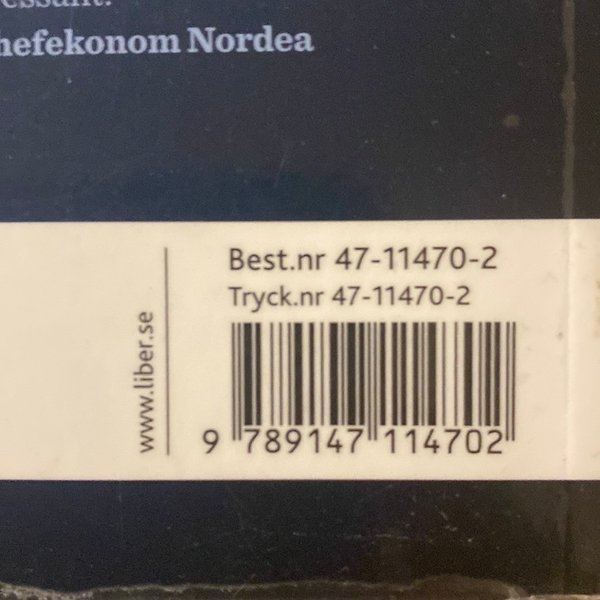 hefekonom Nordea
Best.nr 47-11470-2
Tryck.nr 47-11470-2
www.liber.se
9 789147 114702